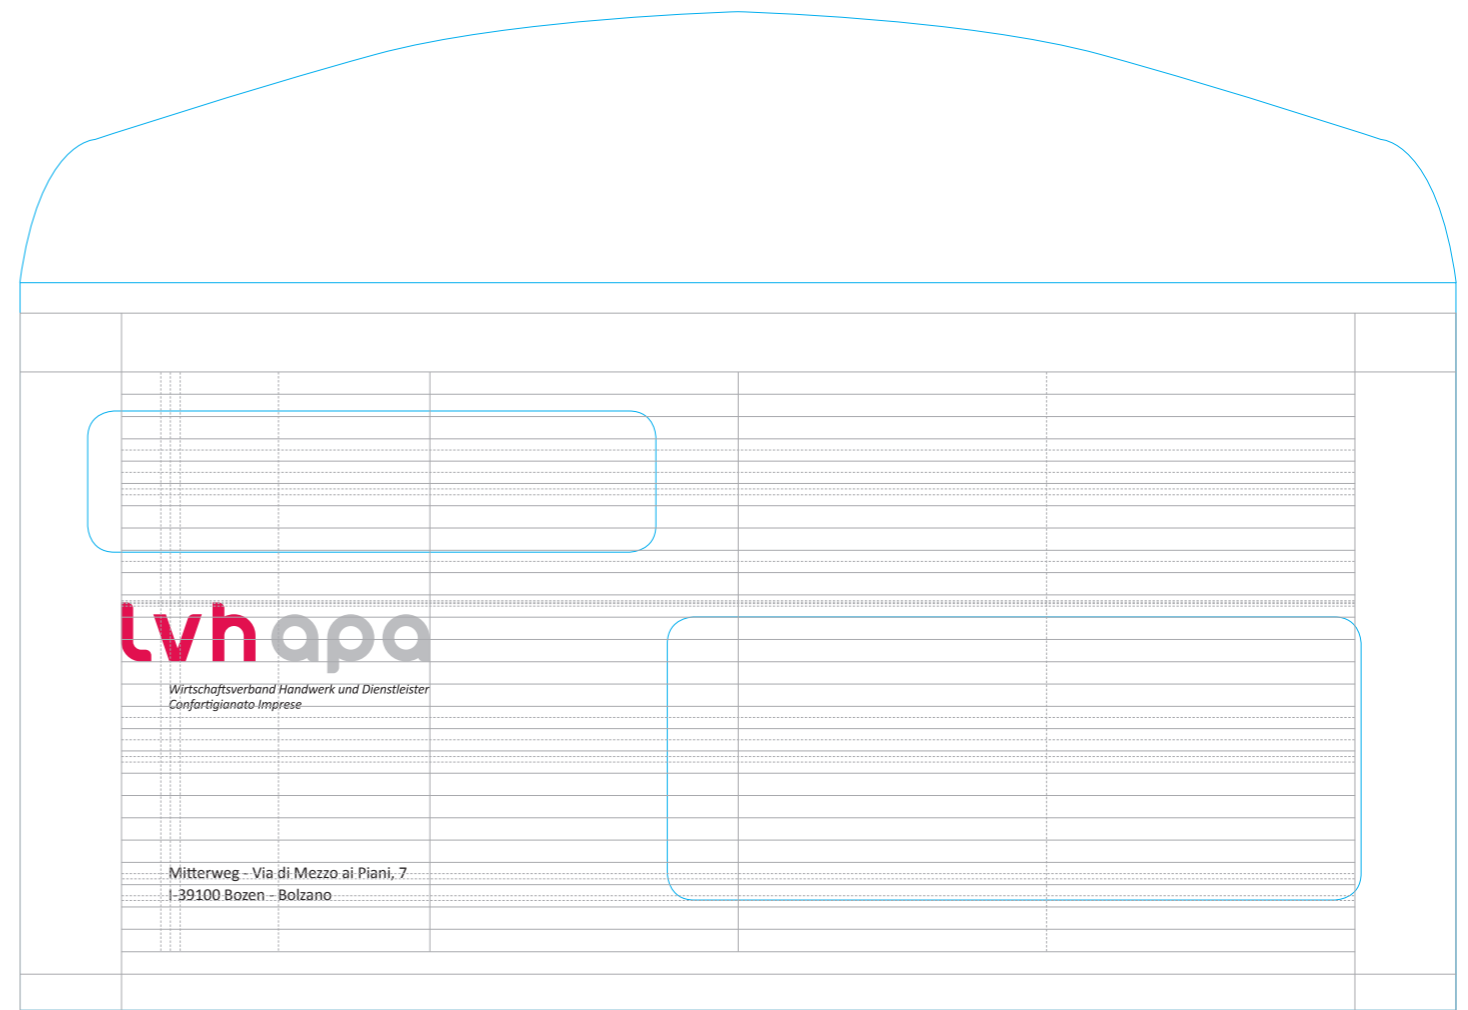 lvhapa
Wirtschaftsverband Handwerk und Dienstleister
Confartigianato Imprese
Mitterweg - Via di Mezzo ai Piani, 7
I-39100 Bozen - Bolzano